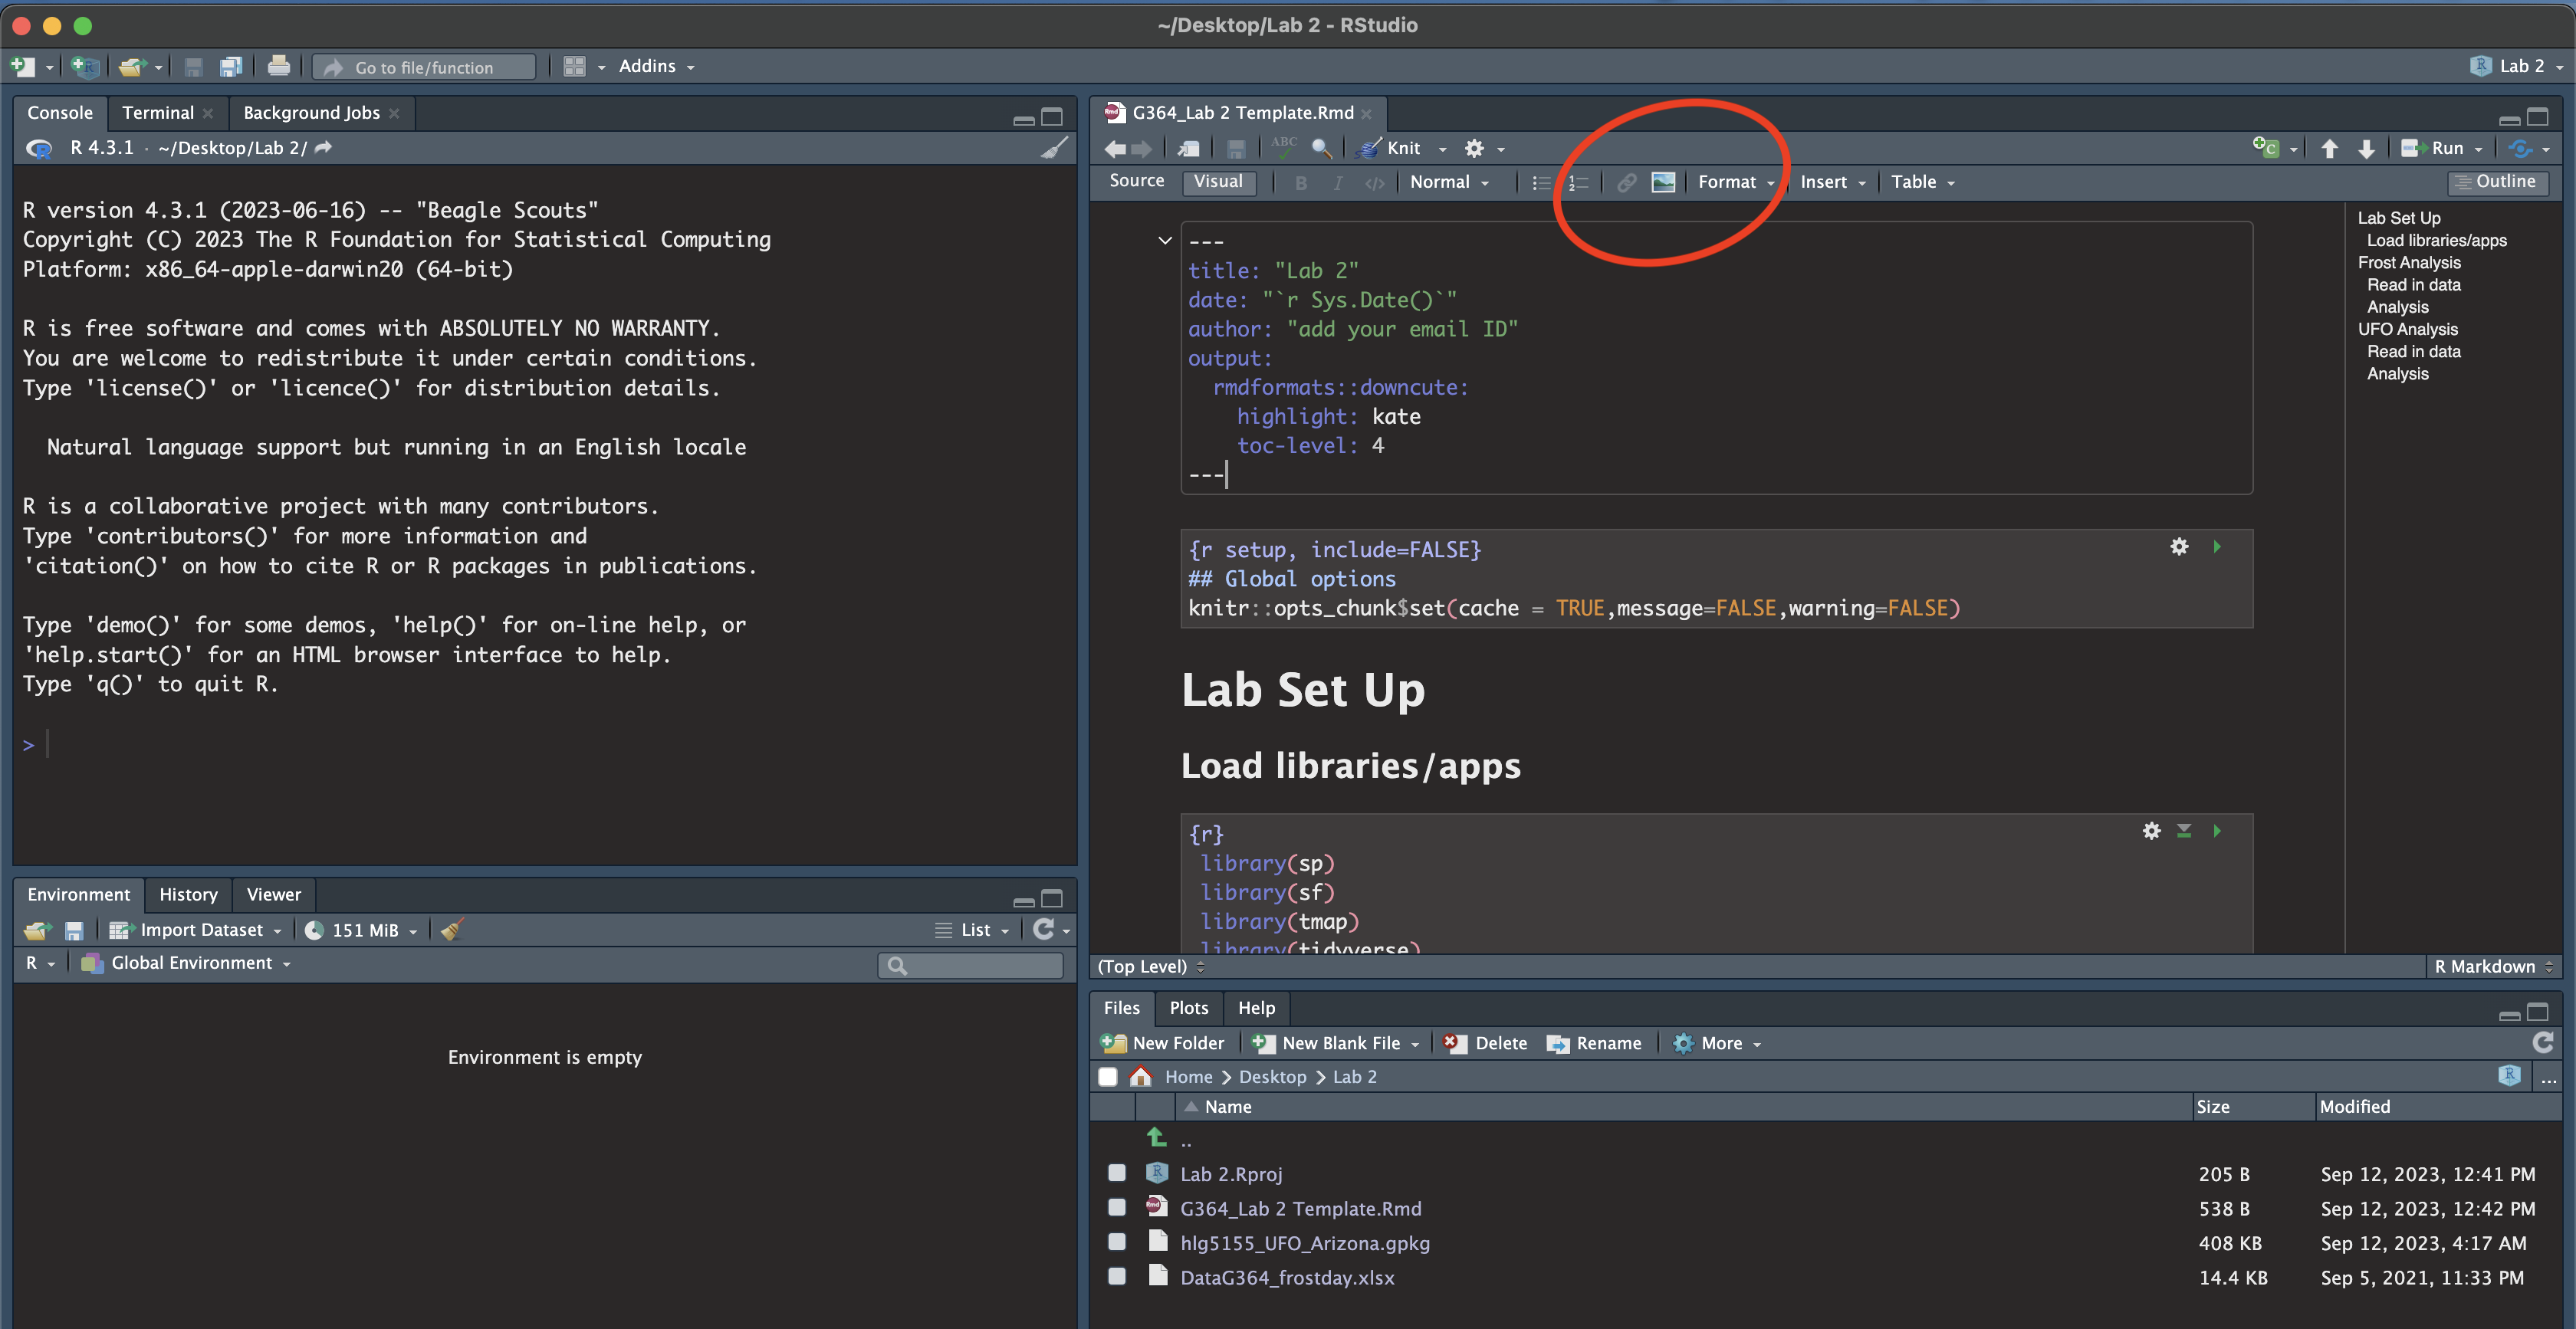 ~/Desktop/Lab 2 - RStudio
Go to file/function
Addins
Lab 2
Console Terminal Background Jobs
R 4.3.1 · ~/Desktop/Lab 2/
R version 4.3.1 (2023-06-16) -- "Beagle Scouts"
Copyright (C) 2023 The R Foundation for Statistical Computing
Platform: x86_64-apple-darwin20 (64-bit)
R is free software and comes with ABSOLUTELY NO WARRANTY.
You are welcome to redistribute it under certain conditions.
Type 'license()' or 'licence()' for distribution details.
Natural language support but running in an English locale
R is a collaborative project with many contributors.
Type 'contributors()' for more information and
'citation()' on how to cite R or R packages in publications.
Type 'demo()' for some demos, 'help()' for on-line help, or
'help.start()' for an HTML browser interface to help.
Type 'q()' to quit R.
>
Environment History Viewer
Import Dataset 151 MiB List
R Global Environment
Environment is empty
G364_Lab 2 Template.Rmd
ABC Knit Run
Source Visual B I </> Normal Format Insert Table Outline
---
title: "Lab 2"
date: "`r Sys.Date()`"
author: "add your email ID"
output:
rmdformats::downcute:
highlight: kate
toc-level: 4
---
{r setup, include=FALSE}
## Global options
knitr::opts_chunk$set(cache = TRUE,message=FALSE,warning=FALSE)
Lab Set Up
Load libraries/apps
{r}
library(sp)
library(sf)
library(tmap)
library(tidyverse)
(Top Level) R Markdown
Lab Set Up
Load libraries/apps
Frost Analysis
Read in data
Analysis
UFO Analysis
Read in data
Analysis
Files Plots Help
New Folder New Blank File Delete Rename More
Home Desktop Lab 2 ...
Name Size Modified
..
Lab 2.Rproj 205 B Sep 12, 2023, 12:41 PM
G364_Lab 2 Template.Rmd 538 B Sep 12, 2023, 12:42 PM
hlg5155_UFO_Arizona.gpkg 408 KB Sep 12, 2023, 4:17 AM
DataG364_frostday.xlsx 14.4 KB Sep 5, 2021, 11:33 PM